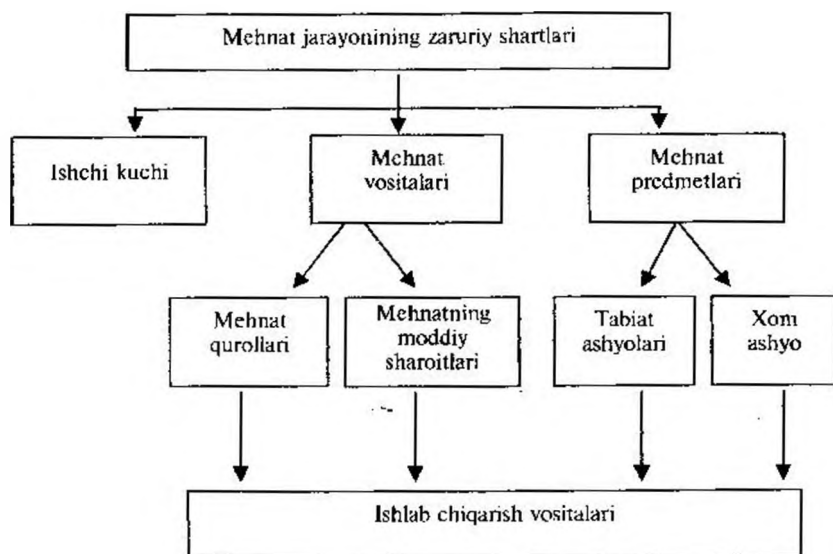 Mehnat jarayonining zaruriy shartlari
Ishchi kuchi
Mehnat
vositalari
Mehnat
predmetlari
Mehnat
qurollari
Mehnatning
moddiy
sharoitlari
Tabiat
ashyolari
Xom
ashyo
Ishlab chiqarish vositalari